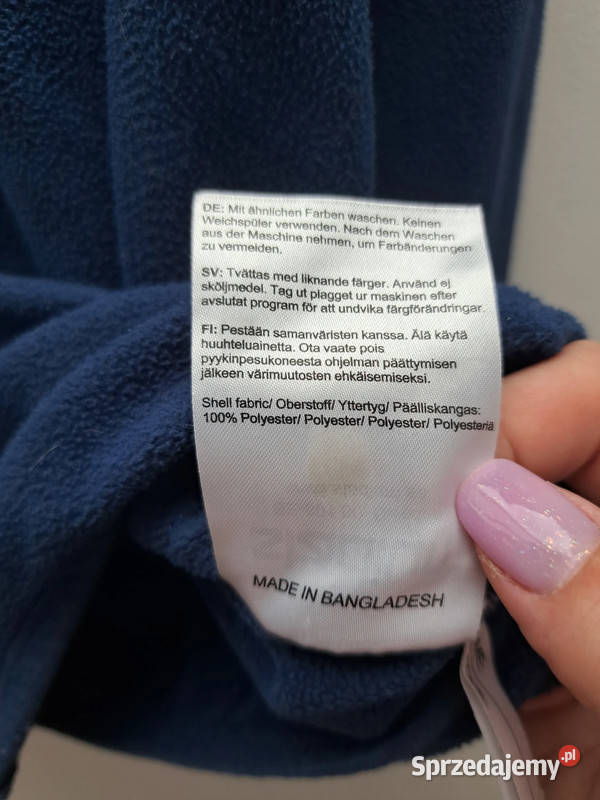 DE: Mit ähnlichen Farben waschen. Keinen
Weichspüler verwenden. Nach dem Waschen
aus der Maschine nehmen, um Farbänderungen
zu vermeiden.
SV: Tvättas med liknande färger. Använd ej
sköljmedel. Tag ut plagget ur maskinen efter
avslutat program för att undvika färgförändringar.
FI: Pestään samanväristen kanssa. Älä käytä
huuhteluainetta. Ota vaate pois
pyykinpesukoneesta ohjelman päättymisen
jälkeen värimuutosten ehkäisemiseksi.
Shell fabric/ Oberstoff/ Yttertyg/ Päälliskangas:
100% Polyester/ Polyester/ Polyester/ Polyesteriä
MADE IN BANGLADESH
Sprzedajemy.pl